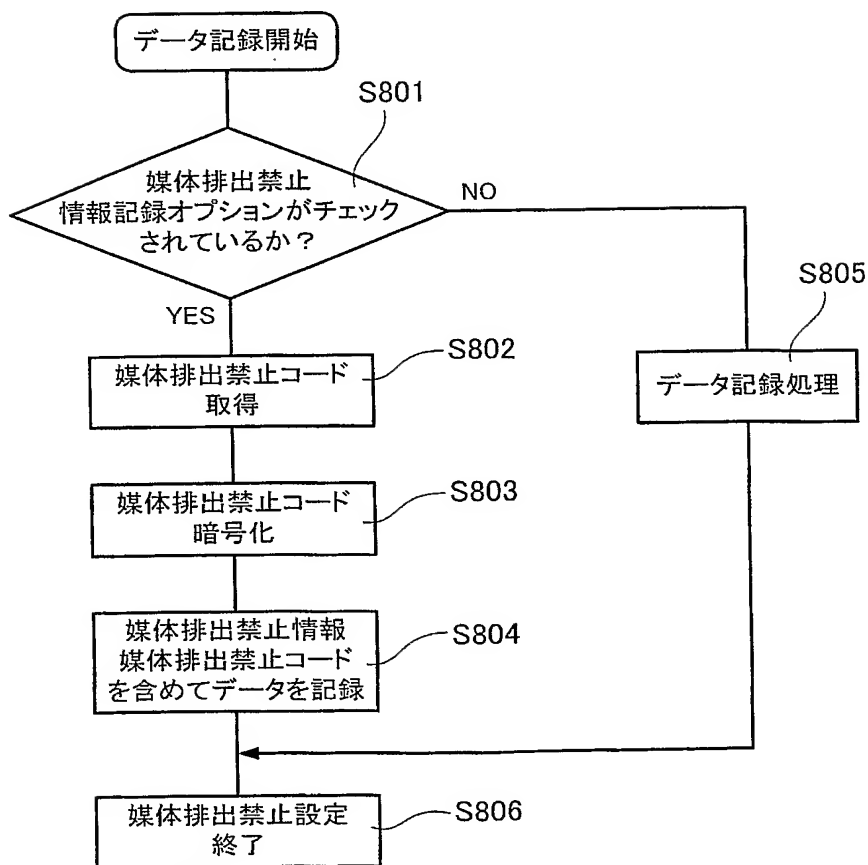 データ記録開始
S801
媒体排出禁止
情報記録オプションがチェック
されているか？
NO
YES
S805
データ記録処理
S802
媒体排出禁止コード
取得
S803
媒体排出禁止コード
暗号化
S804
媒体排出禁止情報
媒体排出禁止コード
を含めてデータを記録
S806
媒体排出禁止設定
終了